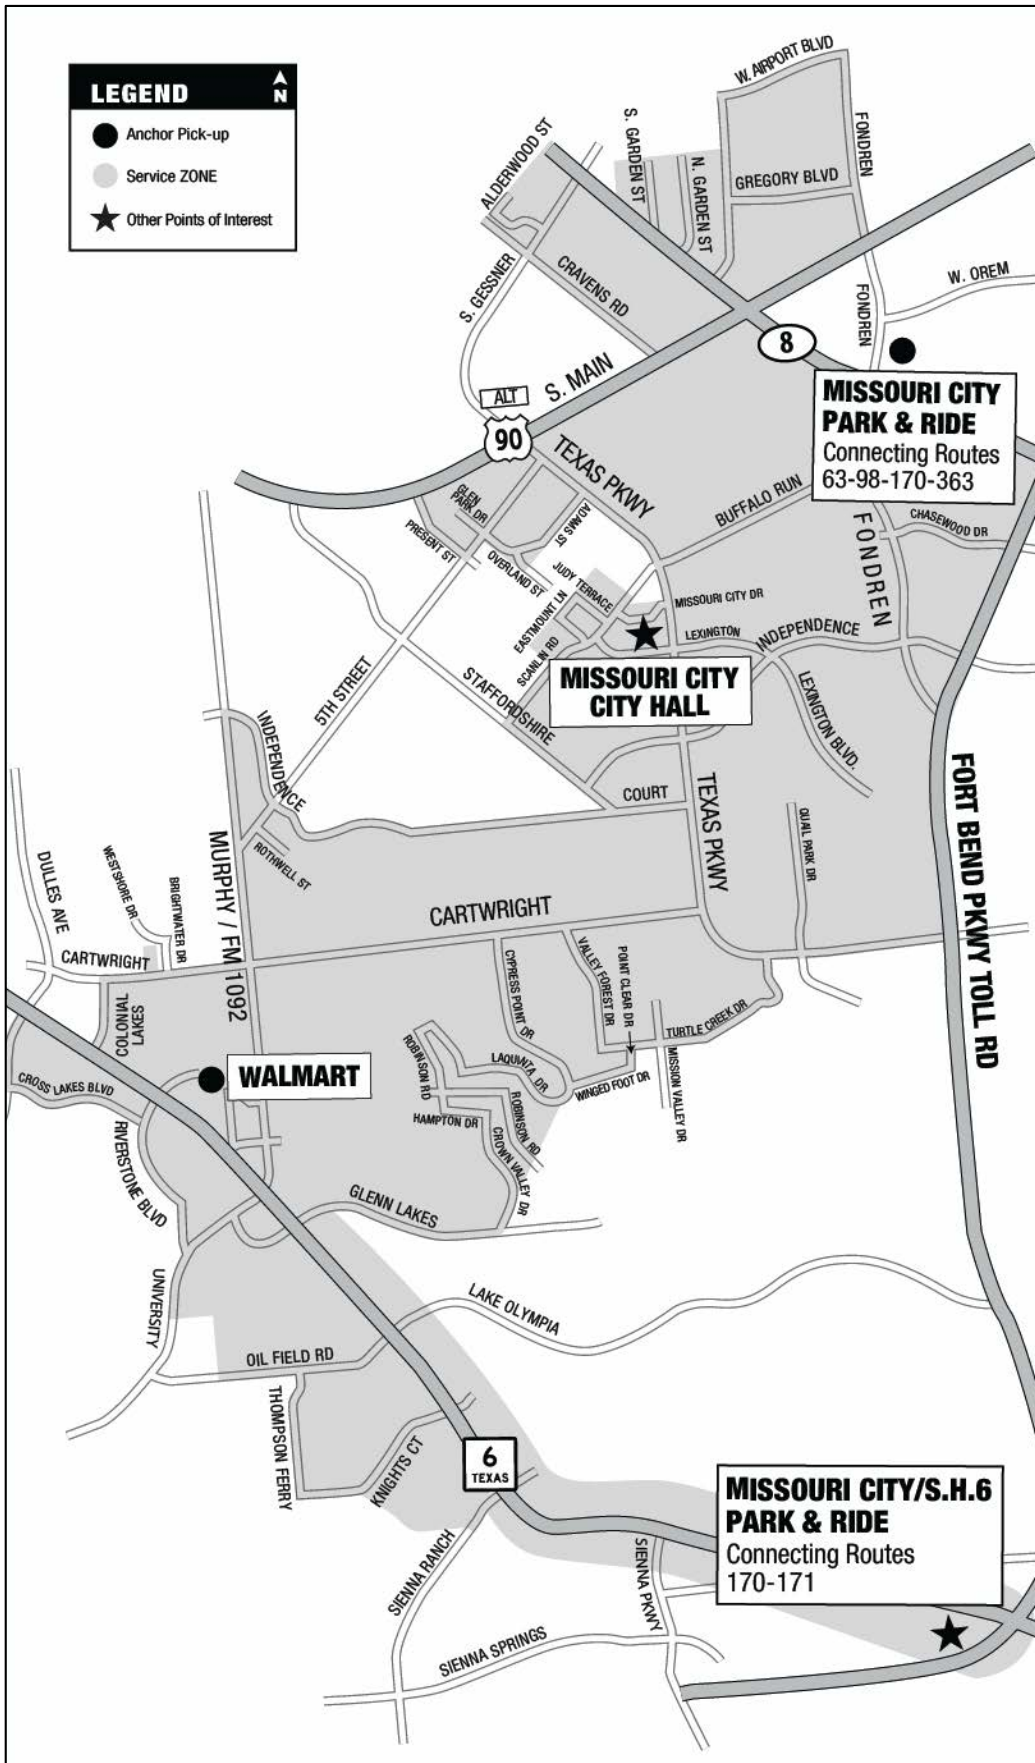 LEGEND
N
Anchor Pick-up
Service ZONE
Other Points of Interest
W. AIRPORT BLVD
FONDREN
S. GARDEN ST
N. GARDEN ST
GREGORY BLVD
ALDERWOOD ST
S. GESSNER
CRAVENS RD
W. OREM
FONDREN
8
S. MAIN
ALT
90
MISSOURI CITY
PARK & RIDE
Connecting Routes
63-98-170-363
TEXAS PKWY
BUFFALO RUN
GLEN
PARK DR
PRESENT ST
ADAMS ST
OVERLAND ST
FONDREN
CHASEWOOD DR
JUDY TERRACE
EASTMOUNT LN
SCANLIN RD
MISSOURI CITY DR
LEXINGTON
INDEPENDENCE
MISSOURI CITY
CITY HALL
LEXINGTON BLVD.
5TH STREET
STAFFORDSHIRE
INDEPENDENCE
COURT
TEXAS PKWY
FORT BEND PKWY TOLL RD
QUAIL PARK DR
ROTHWELL ST
MURPHY / FM 1092
DULLES AVE
WESTSHORE DR
BRIGHTWATER DR
CARTWRIGHT
CARTWRIGHT
COLONIAL
LAKES
CYPRESS POINT DR
VALLEY FOREST DR
POINT CLEAR DR
TURTLE CREEK DR
MISSION VALLEY DR
WINGED FOOT DR
LAQUINTA DR
ROBINSON RD
HAMPTON DR
ROBINSON RD
CROWN VALLEY DR
WALMART
CROSS LAKES BLVD
RIVERSTONE BLVD
GLENN LAKES
UNIVERSITY
LAKE OLYMPIA
OIL FIELD RD
THOMPSON FERRY
KNIGHTS CT
6
TEXAS
MISSOURI CITY/S.H.6
PARK & RIDE
Connecting Routes
170-171
SIENNA RANCH
SIENNA PKWY
SIENNA SPRINGS